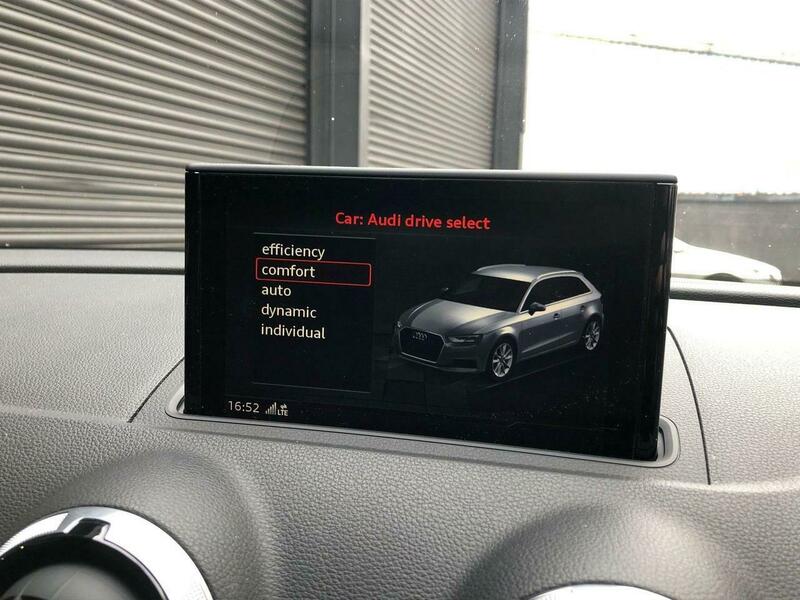 Car: Audi drive select
efficiency
comfort
auto
dynamic
individual
16:52 LTE